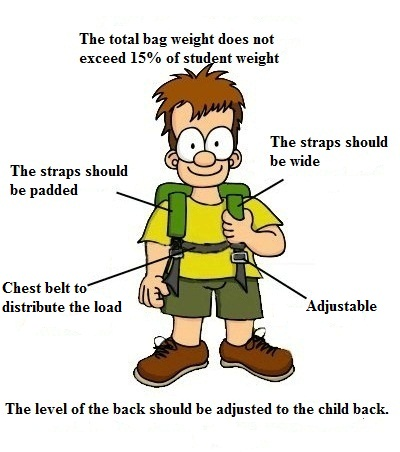 The total bag weight does not
exceed 15% of student weight
The straps should
be wide
The straps should
be padded
Chest belt to
distribute the load
Adjustable
The level of the back should be adjusted to the child back.